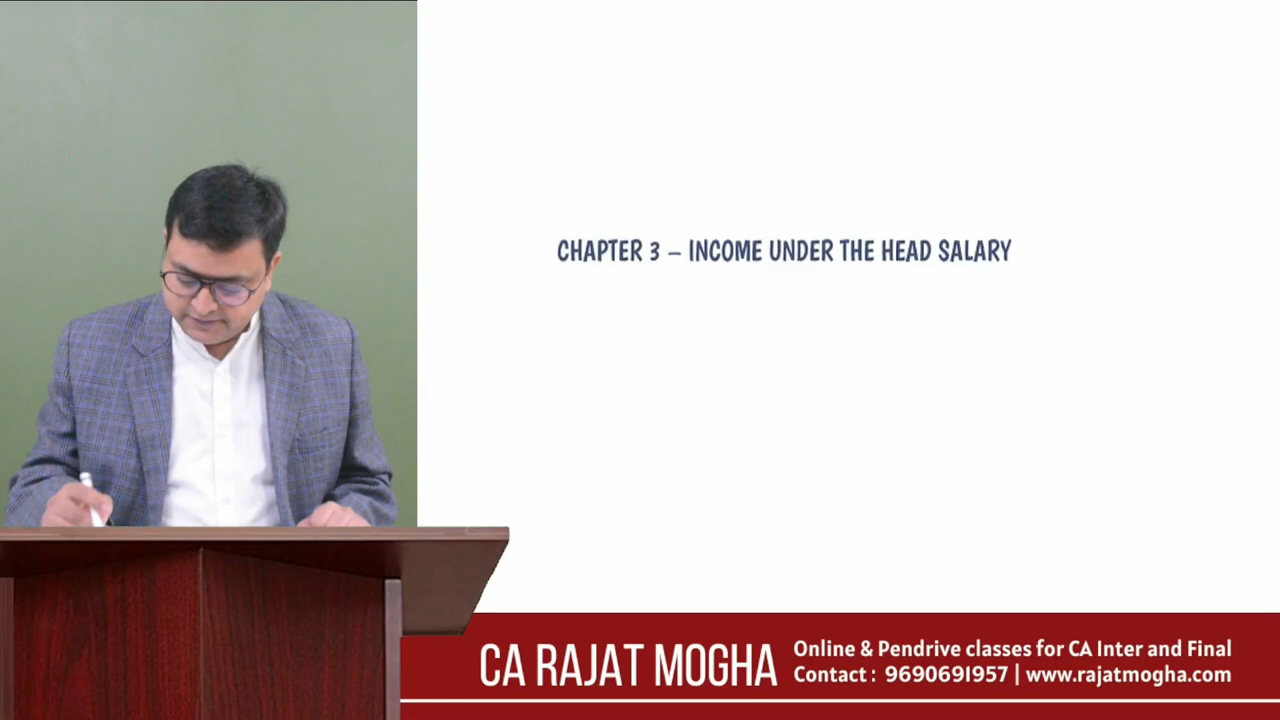 CHAPTER 3 – INCOME UNDER THE HEAD SALARY
CA RAJAT MOGHA
Online & Pendrive classes for CA Inter and Final
Contact : 9690691957 | www.rajatmogha.com